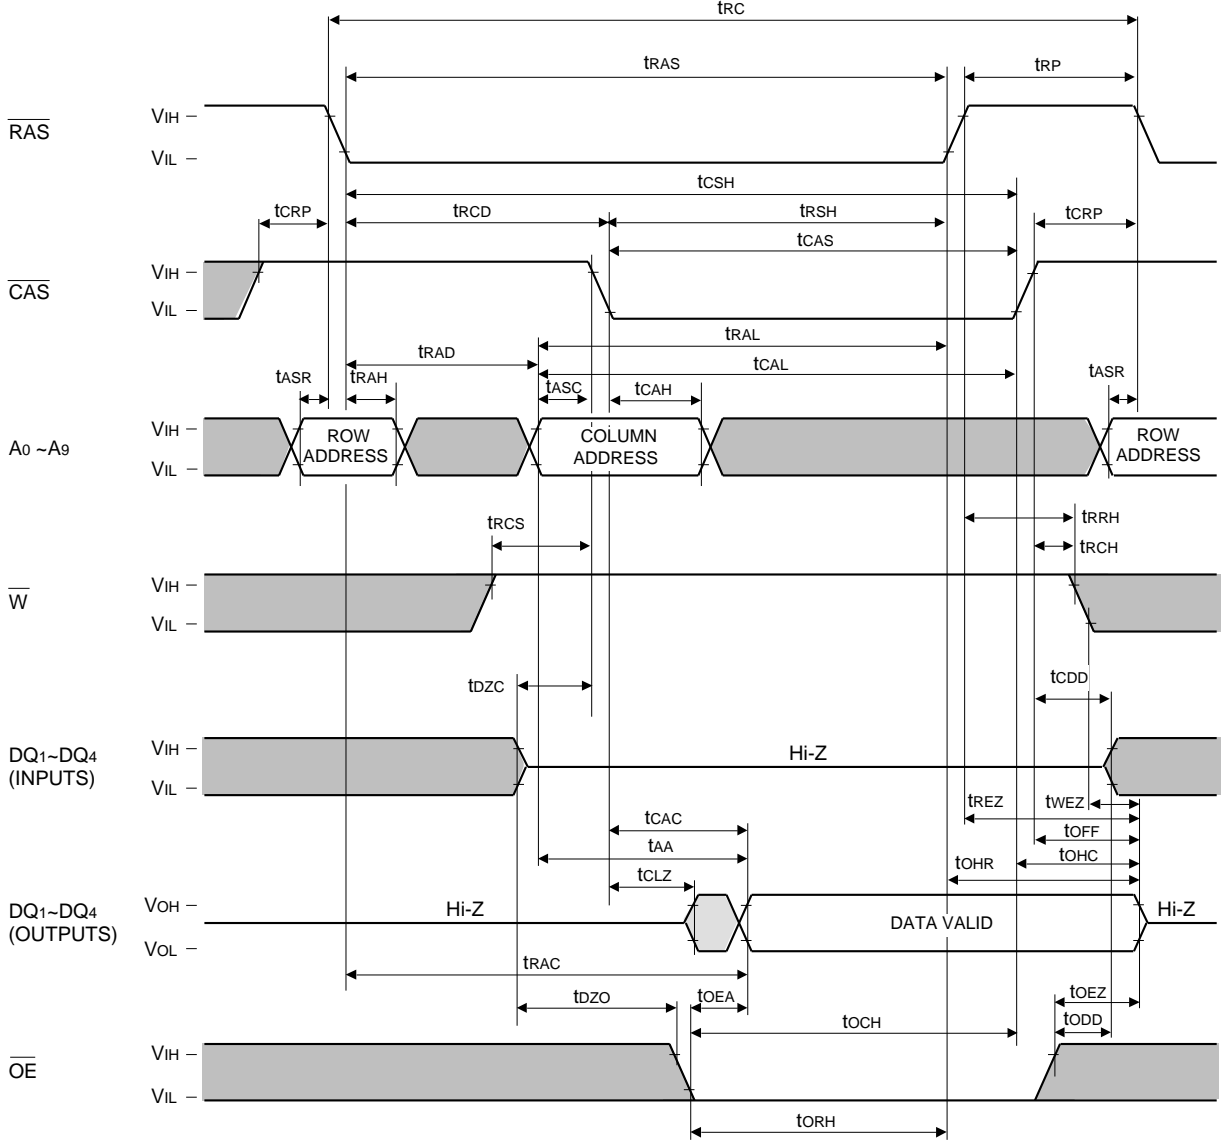 tRC
tRAS
tRP
RAS
VIH
VIL
tCSH
tCRP
tRCD
tRSH
tCRP
tCAS
CAS
VIH
VIL
tRAL
tRAD
tCAL
tASR
tRAH
tASC
tCAH
tASR
A0 ~A9
VIH
VIL
ROW
ADDRESS
COLUMN
ADDRESS
ROW
ADDRESS
tRCS
tRRH
tRCH
W
VIH
VIL
tDZC
tCDD
DQ1~DQ4
(INPUTS)
VIH
VIL
Hi-Z
tREZ
tWEZ
tCAC
tOFF
tAA
tOHC
tCLZ
tOHR
DQ1~DQ4
(OUTPUTS)
VOH
VOL
Hi-Z
DATA VALID
Hi-Z
tRAC
tDZO
tOEA
tOEZ
tOCH
tODD
OE
VIH
VIL
tORH